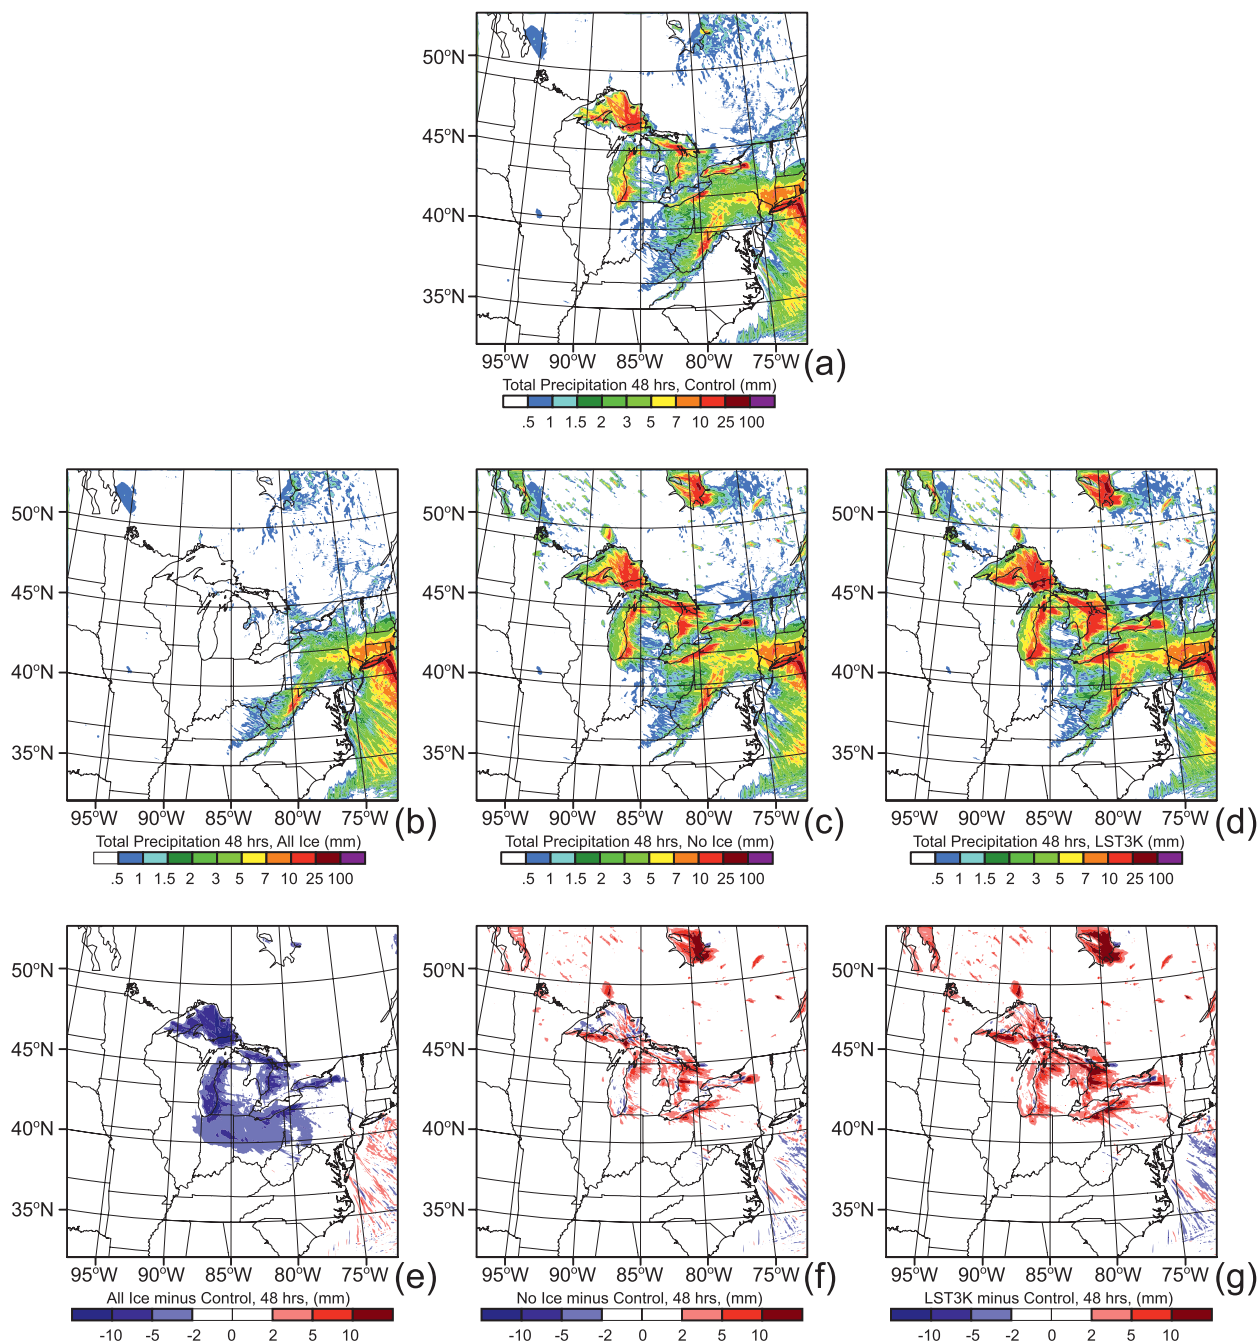 50°N
45°N
40°N
35°N
95°W 90°W 85°W 80°W 75°W (a)
Total Precipitation 48 hrs, Control (mm)
.5 1 1.5 2 3 5 7 10 25 100
50°N
45°N
40°N
35°N
95°W 90°W 85°W 80°W 75°W (b)
Total Precipitation 48 hrs, All Ice (mm)
.5 1 1.5 2 3 5 7 10 25 100
50°N
45°N
40°N
35°N
95°W 90°W 85°W 80°W 75°W (c)
Total Precipitation 48 hrs, No Ice (mm)
.5 1 1.5 2 3 5 7 10 25 100
50°N
45°N
40°N
35°N
95°W 90°W 85°W 80°W 75°W (d)
Total Precipitation 48 hrs, LST3K (mm)
.5 1 1.5 2 3 5 7 10 25 100
50°N
45°N
40°N
35°N
95°W 90°W 85°W 80°W 75°W (e)
All Ice minus Control, 48 hrs, (mm)
-10 -5 -2 0 2 5 10
50°N
45°N
40°N
35°N
95°W 90°W 85°W 80°W 75°W (f)
No Ice minus Control, 48 hrs, (mm)
-10 -5 -2 0 2 5 10
50°N
45°N
40°N
35°N
95°W 90°W 85°W 80°W 75°W (g)
LST3K minus Control, 48 hrs, (mm)
-10 -5 -2 0 2 5 10